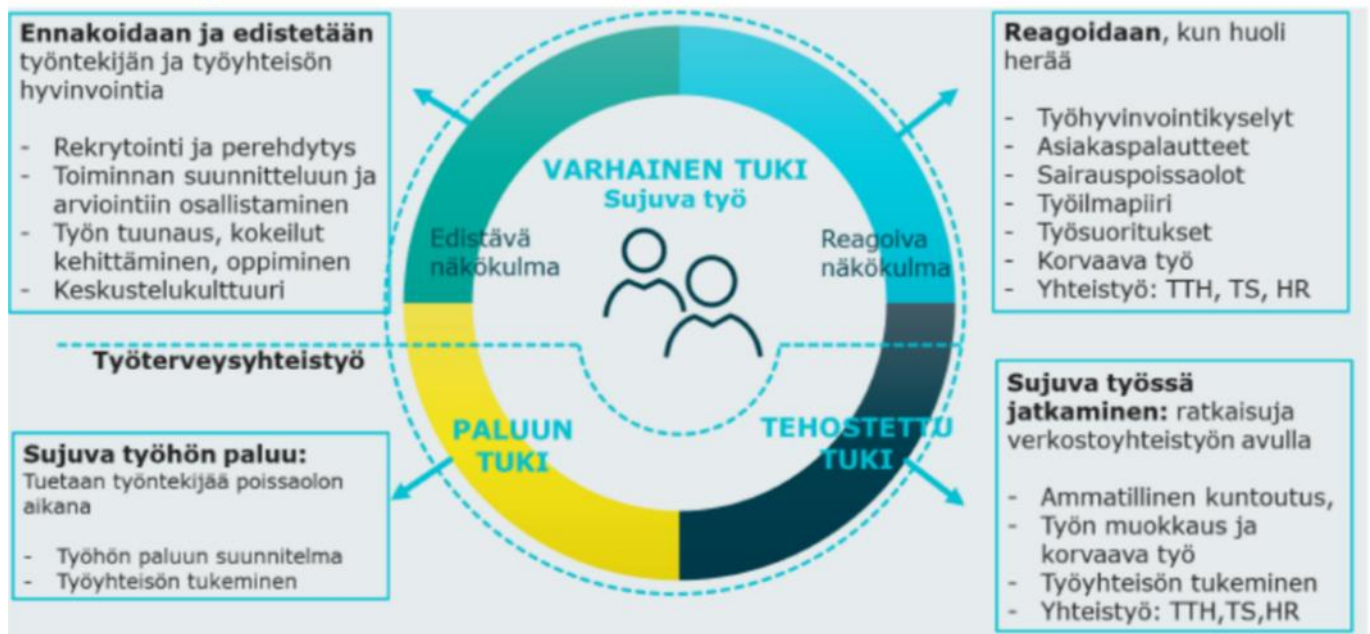 Ennakoidaan ja edistetään
työntekijän ja työyhteisön
hyvinvointia
- Rekrytointi ja perehdytys
- Toiminnan suunnitteluun ja
arviointiin osallistaminen
- Työn tuunaus, kokeilut
kehittäminen, oppiminen
- Keskustelukulttuuri
Reagoidaan, kun huoli
herää
- Työhyvinvointikyselyt
- Asiakaspalautteet
- Sairauspoissaolot
- Työilmapiiri
- Työsuoritukset
- Korvaava työ
- Yhteistyö: TTH, TS, HR
VARHAINEN TUKI
Sujuva työ
Edistävä
näkökulma
Reagoiva
näkökulma
Työterveysyhteistyö
PALUUN
TUKI
TEHOSTETTU
TUKI
Sujuva työhön paluu:
Tuetaan työntekijää poissaolon
aikana
- Työhön paluun suunnitelma
- Työyhteisön tukeminen
Sujuva työssä
jatkaminen: ratkaisuja
verkostoyhteistyön avulla
- Ammatillinen kuntoutus,
- Työn muokkaus ja
korvaava työ
- Työyhteisön tukeminen
- Yhteistyö: TTH,TS,HR